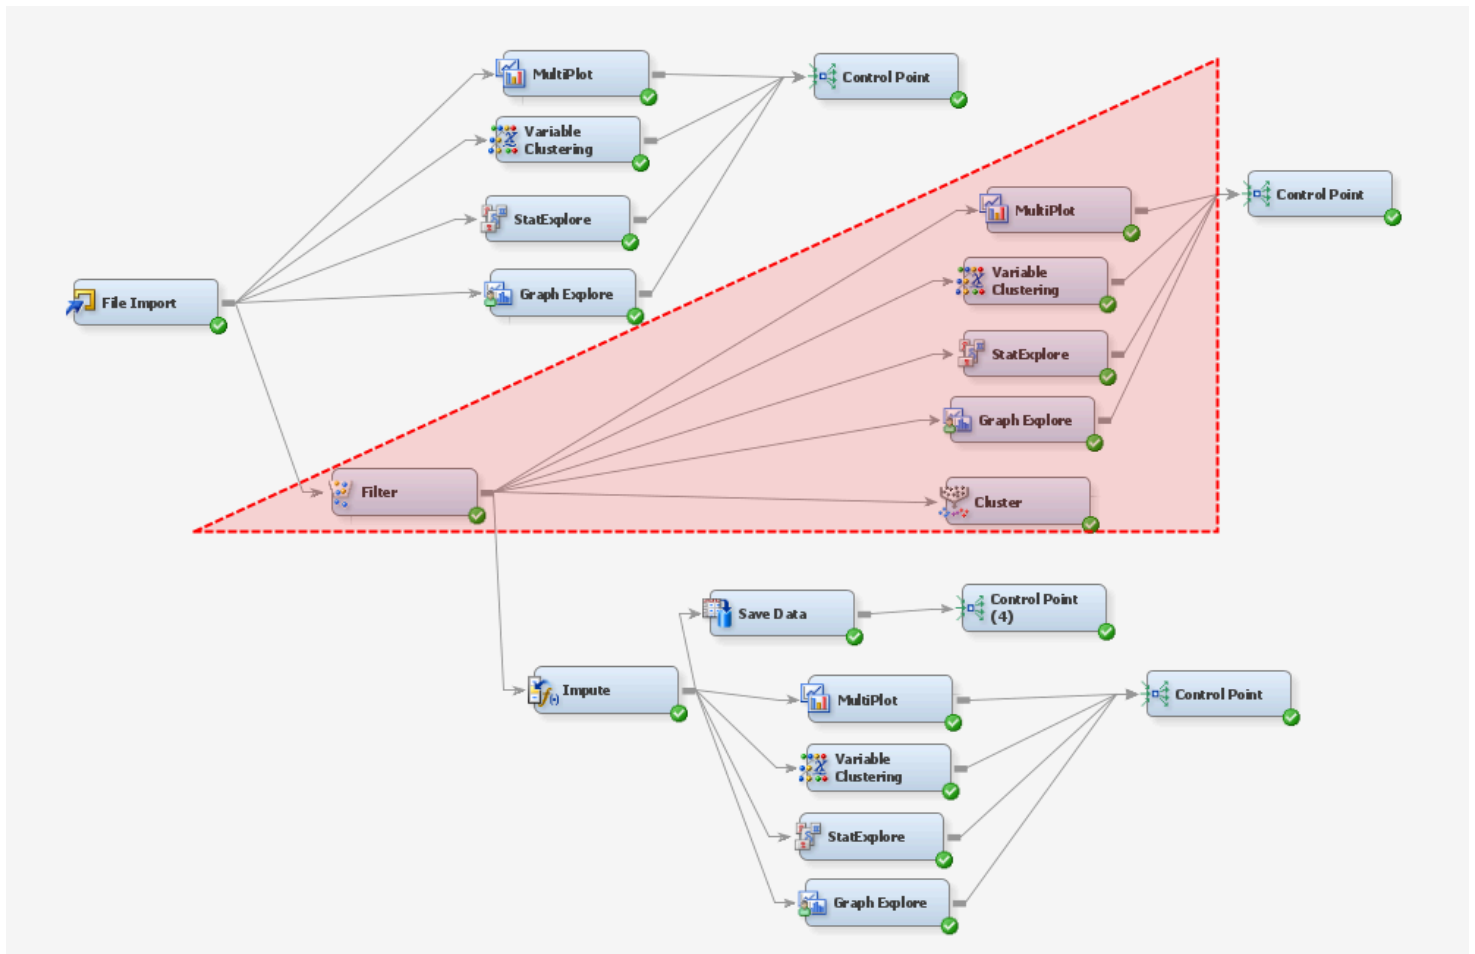 MultiPlot
Control Point
Variable
Clustering
StatExplore
Graph Explore
File Import
MultiPlot
Control Point
Variable
Clustering
StatExplore
Graph Explore
Filter
Cluster
Save Data
Control Point
(4)
Impute
MultiPlot
Control Point
Variable
Clustering
StatExplore
Graph Explore